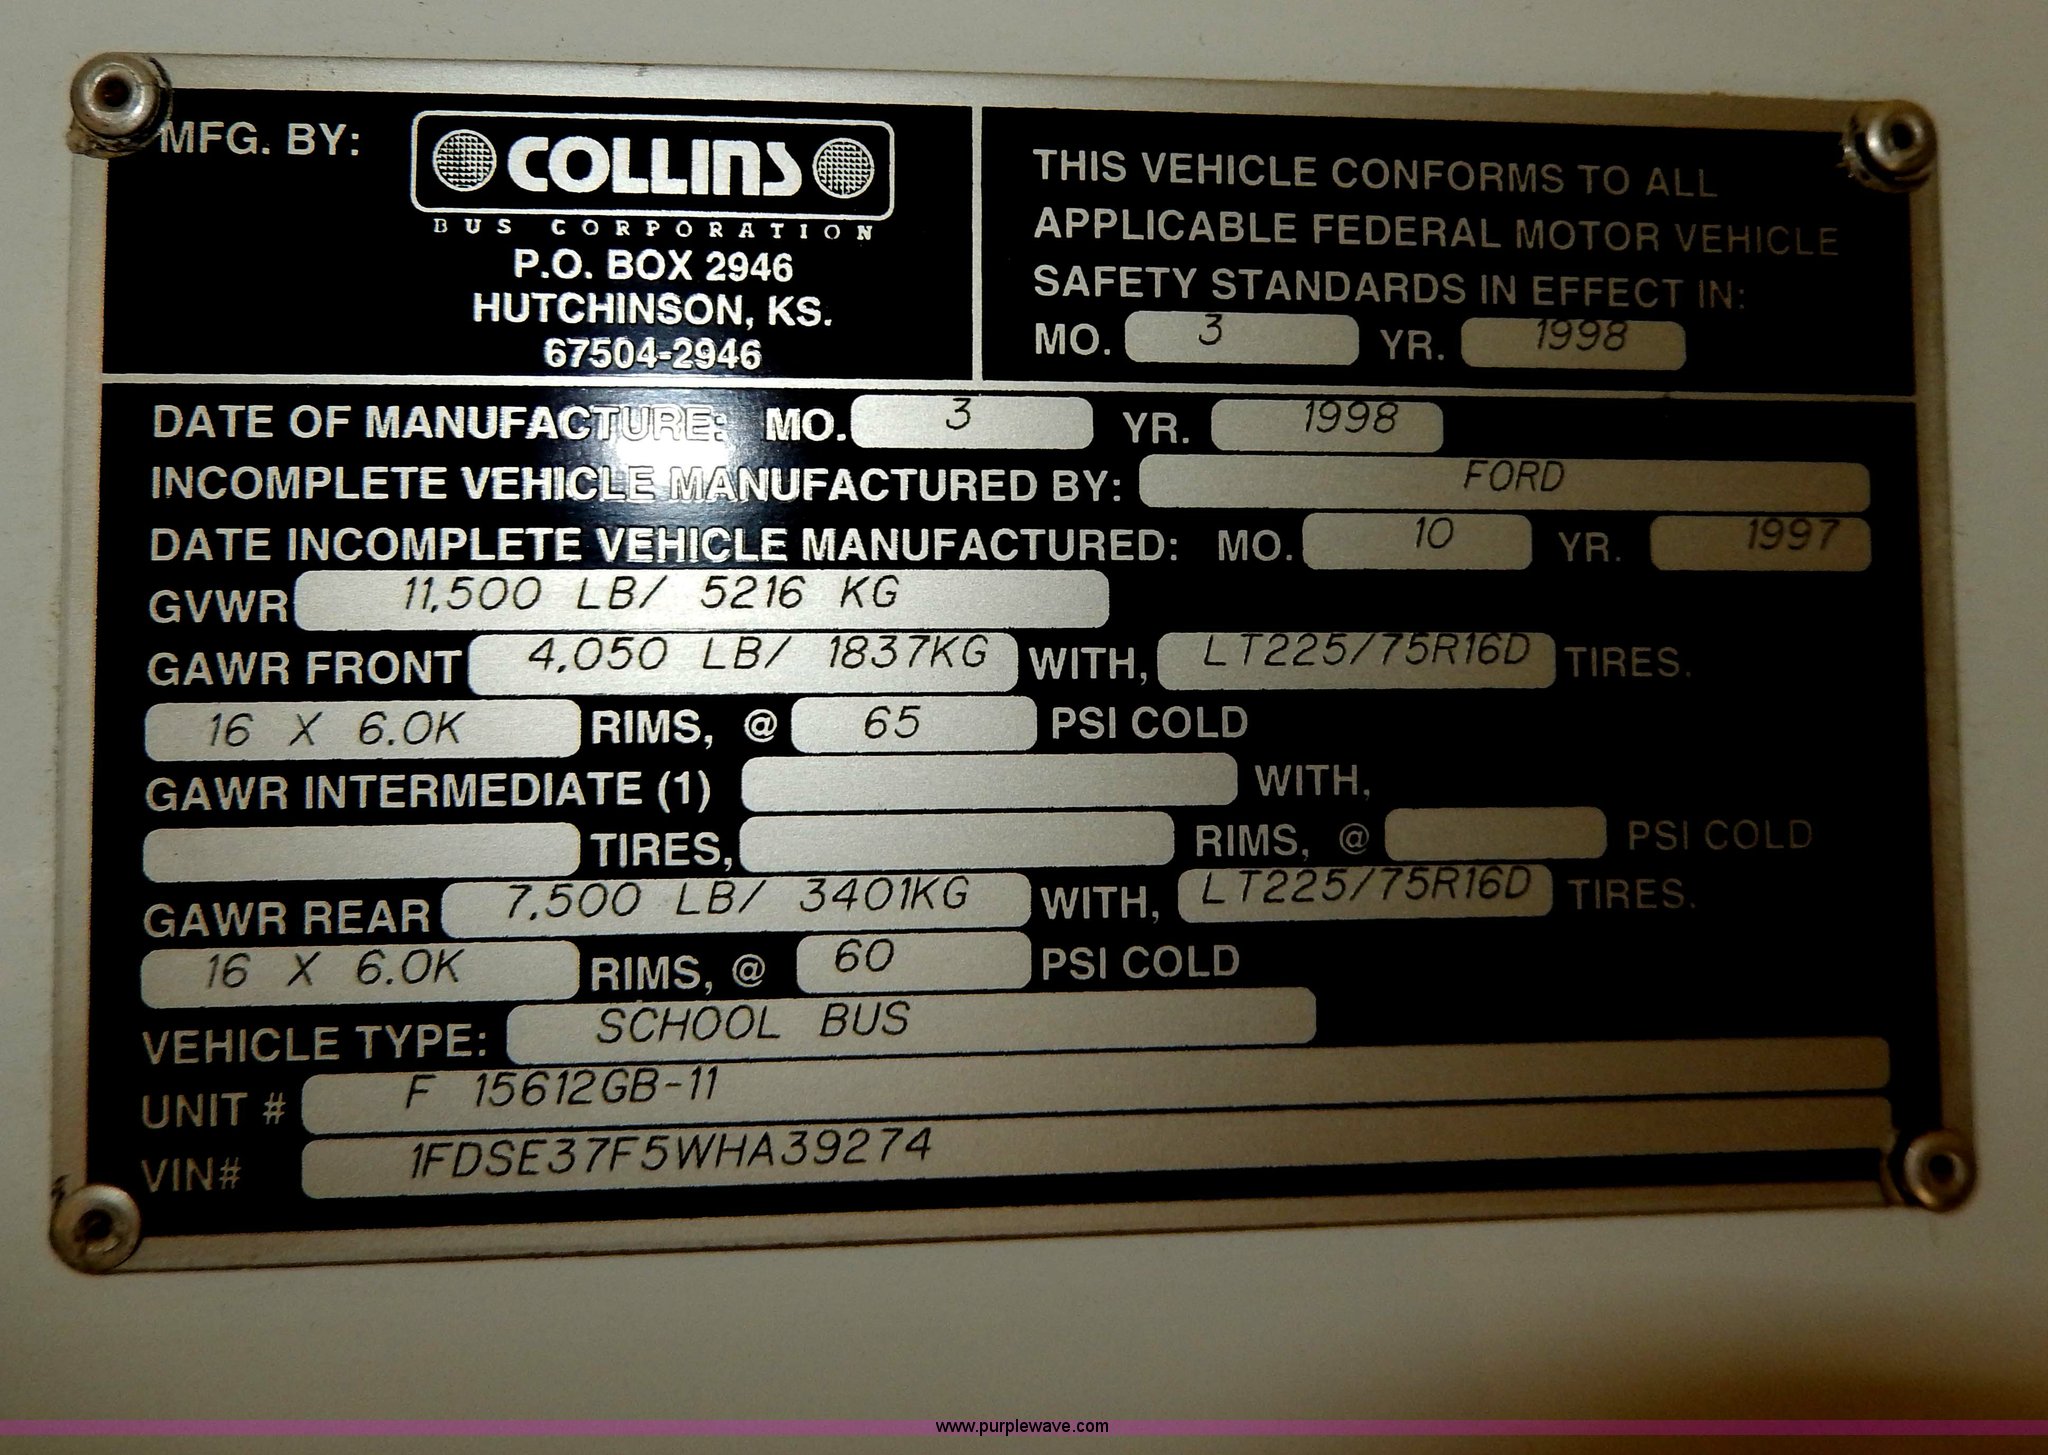 MFG. BY:
COLLINS
BUS CORPORATION
P.O. BOX 2946
HUTCHINSON, KS.
67504-2946
THIS VEHICLE CONFORMS TO ALL
APPLICABLE FEDERAL MOTOR VEHICLE
SAFETY STANDARDS IN EFFECT IN:
MO. 3 YR. 1998
DATE OF MANUFACTURE: MO. 3 YR. 1998
INCOMPLETE VEHICLE MANUFACTURED BY: FORD
DATE INCOMPLETE VEHICLE MANUFACTURED: MO. 10 YR. 1997
GVWR 11,500 LB/ 5216 KG
GAWR FRONT 4,050 LB/ 1837KG WITH, LT225/75R16D TIRES.
16 X 6.0K RIMS, @ 65 PSI COLD
GAWR INTERMEDIATE (1) WITH,
TIRES, RIMS, @ PSI COLD
GAWR REAR 7,500 LB/ 3401KG WITH, LT225/75R16D TIRES.
16 X 6.0K RIMS, @ 60 PSI COLD
VEHICLE TYPE: SCHOOL BUS
UNIT # F 15612GB-11
VIN# 1FDSE37F5WHA39274
www.purplewave.com